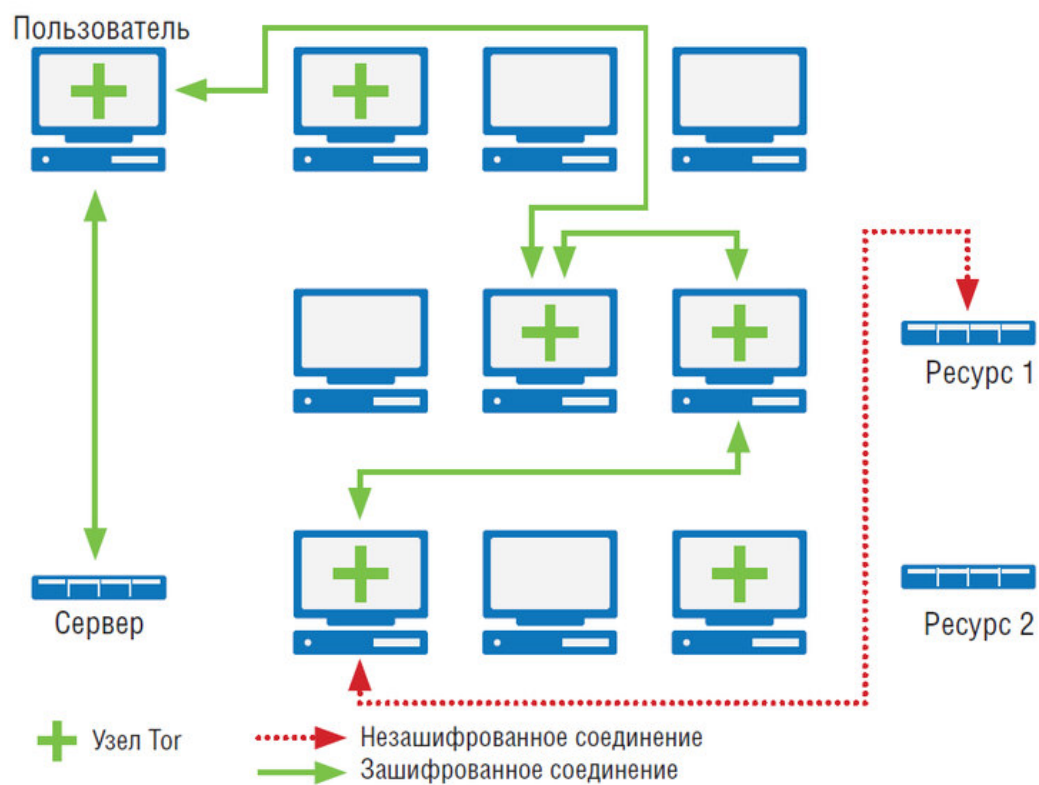 Пользователь
Ресурс 1
Сервер
Ресурс 2
Узел Tor
Незашифрованное соединение
Зашифрованное соединение